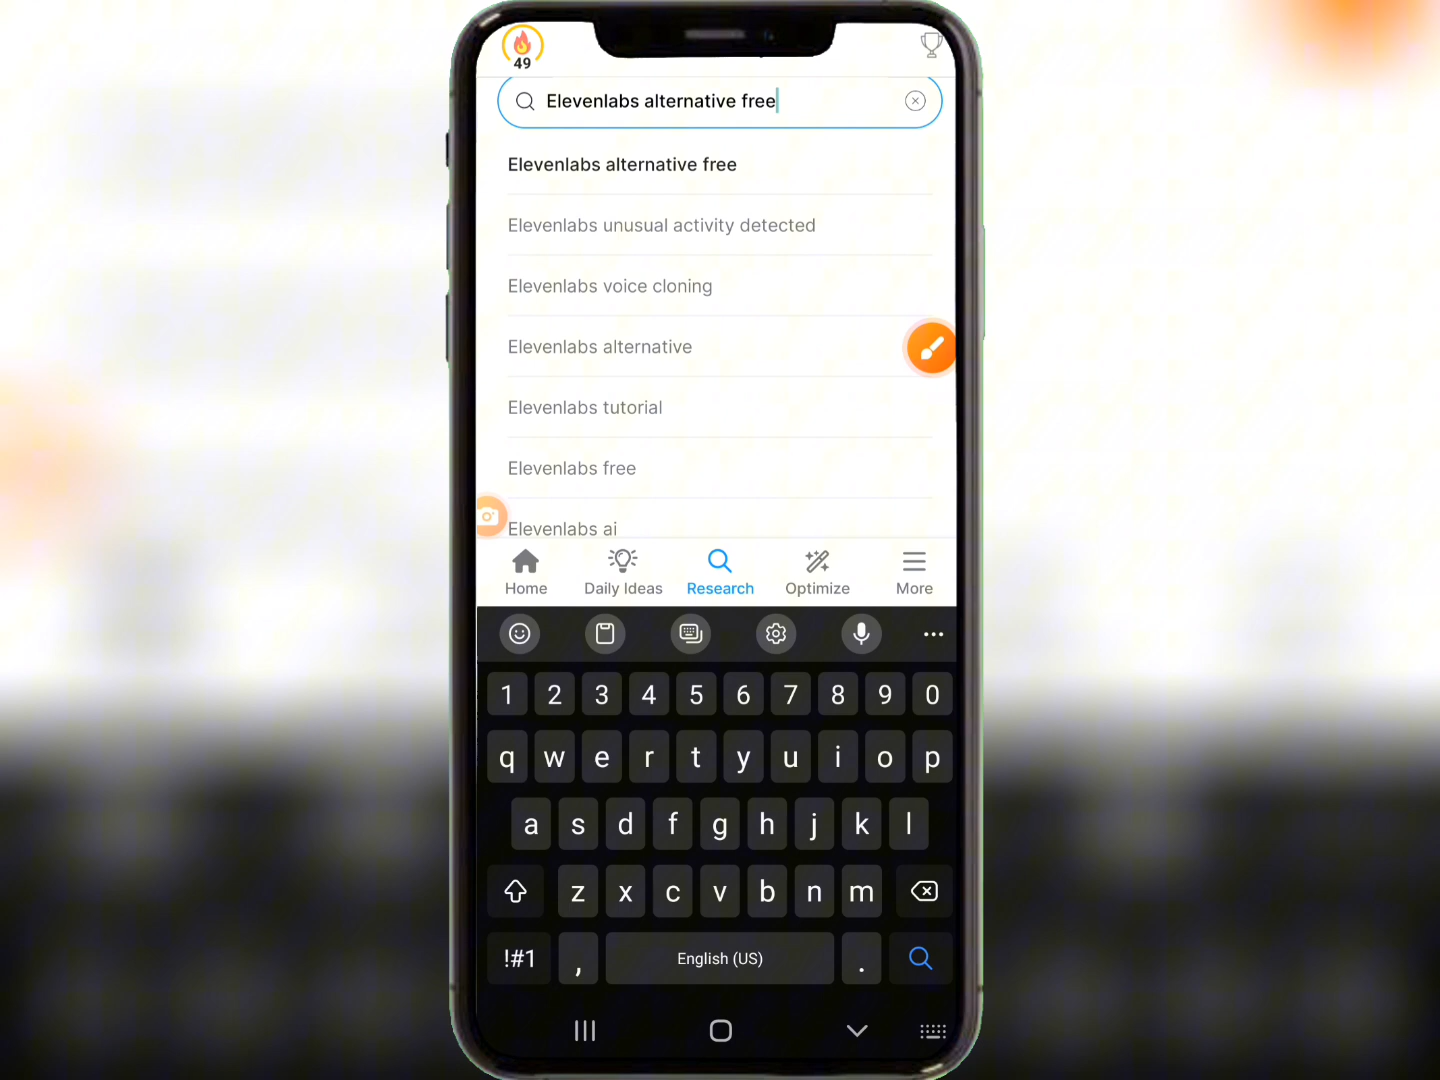 49
Elevenlabs alternative free
Elevenlabs alternative free
Elevenlabs unusual activity detected
Elevenlabs voice cloning
Elevenlabs alternative
Elevenlabs tutorial
Elevenlabs free
Elevenlabs ai
Home Daily Ideas Research Optimize More
1 2 3 4 5 6 7 8 9 0
q w e r t y u i o p
a s d f g h j k l
z x c v b n m
!#1 , English (US) .